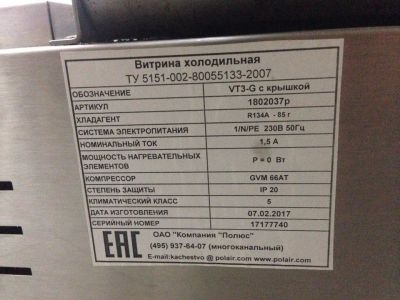 Витрина холодильная
ТУ 5151-002-80055133-2007
ОБОЗНАЧЕНИЕ VT3-G с крышкой
АРТИКУЛ 1802037p
ХЛАДАГЕНТ R134A - 85 г
СИСТЕМА ЭЛЕКТРОПИТАНИЯ 1/N/PE 230В 50Гц
НОМИНАЛЬНЫЙ ТОК 1,5 А
МОЩНОСТЬ НАГРЕВАТЕЛЬНЫХ
ЭЛЕМЕНТОВ P = 0 Вт
КОМПРЕССОР GVM 66AT
СТЕПЕНЬ ЗАЩИТЫ IP 20
КЛИМАТИЧЕСКИЙ КЛАСС 5
ДАТА ИЗГОТОВЛЕНИЯ 07.02.2017
СЕРИЙНЫЙ НОМЕР 17177740
EAC
ОАО "Компания "Полюс"
(495) 937-64-07 (многоканальный)
E-mail:kachestvo @ polair.com www.polair.com